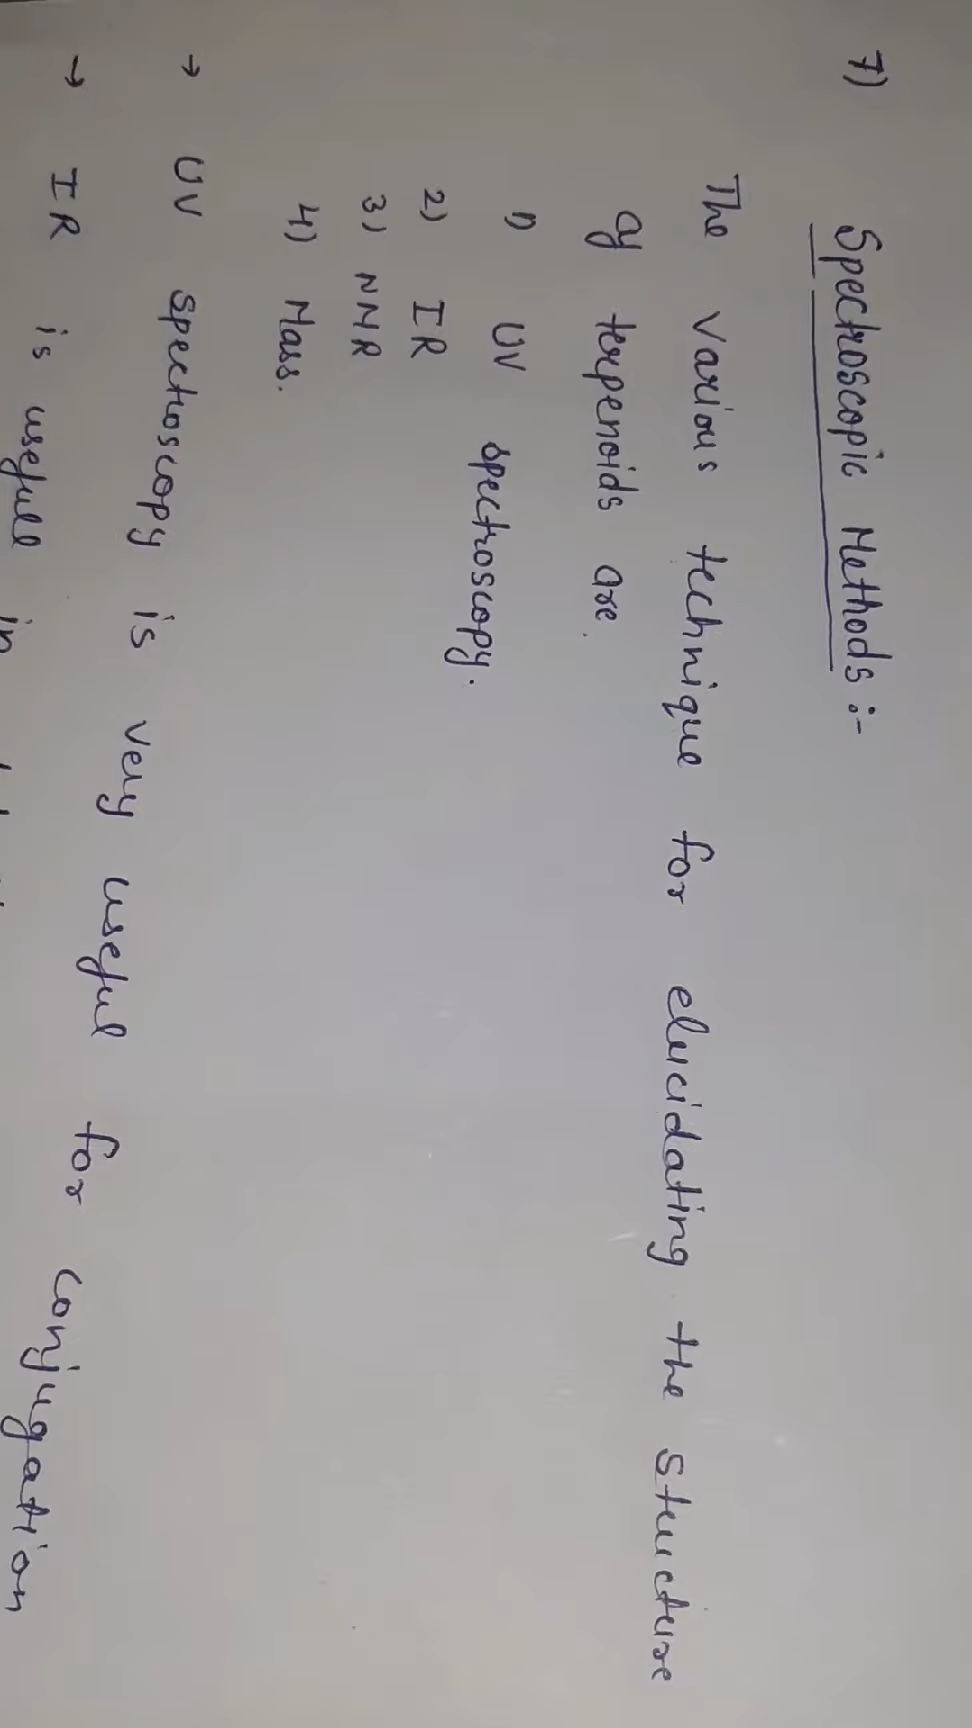 7) Spectroscopic Methods :-
The various technique for elucidating the structure
of terpenoids are.
1) UV spectroscopy.
2) IR
3) NMR
4) Mass.
→ UV spectroscopy is very useful for conjugation
→ IR is usefull in